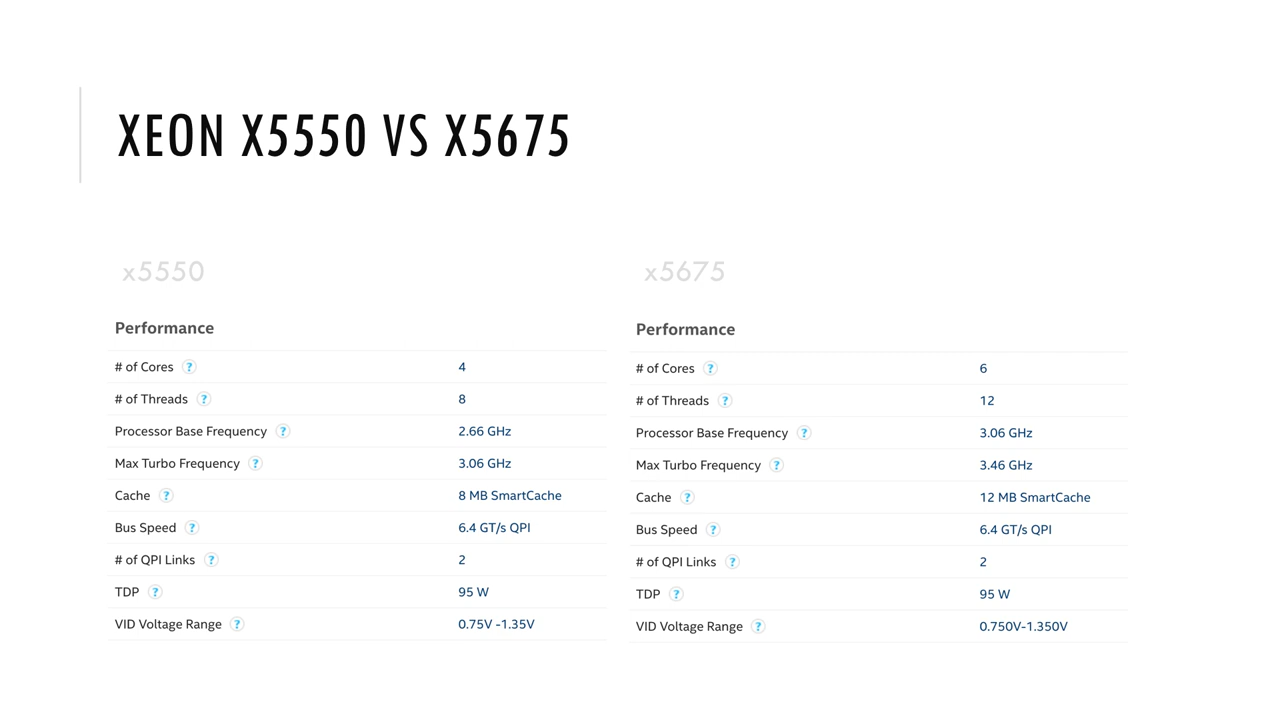 XEON X5550 VS X5675
x5550
Performance
# of Cores ? 4
# of Threads ? 8
Processor Base Frequency ? 2.66 GHz
Max Turbo Frequency ? 3.06 GHz
Cache ? 8 MB SmartCache
Bus Speed ? 6.4 GT/s QPI
# of QPI Links ? 2
TDP ? 95 W
VID Voltage Range ? 0.75V -1.35V
x5675
Performance
# of Cores ? 6
# of Threads ? 12
Processor Base Frequency ? 3.06 GHz
Max Turbo Frequency ? 3.46 GHz
Cache ? 12 MB SmartCache
Bus Speed ? 6.4 GT/s QPI
# of QPI Links ? 2
TDP ? 95 W
VID Voltage Range ? 0.750V-1.350V